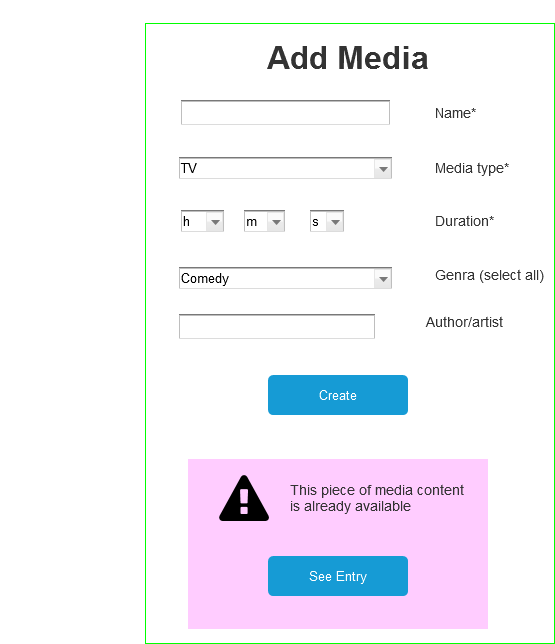 Add Media
Name*
TV
Media type*
h m s
Duration*
Comedy
Genra (select all)
Author/artist
Create
This piece of media content
is already available
See Entry